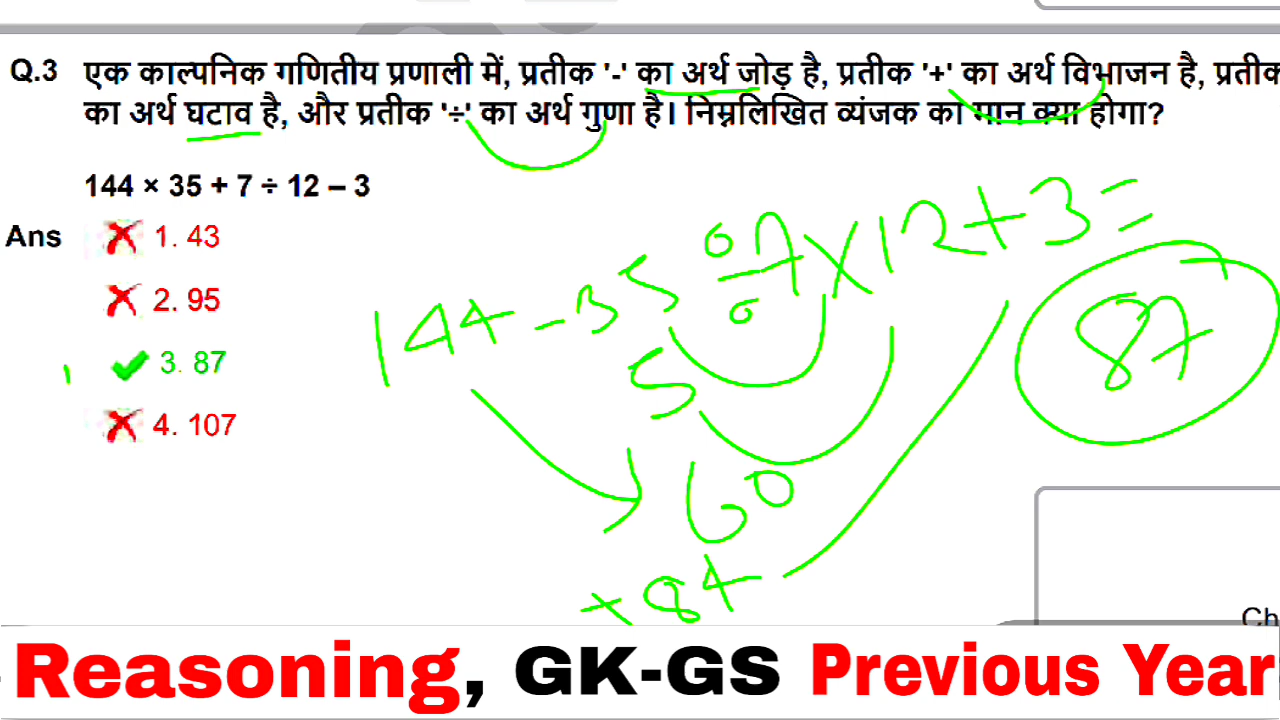 Q.3 एक काल्पनिक गणितीय प्रणाली में, प्रतीक '-' का अर्थ जोड़ है, प्रतीक '+' का अर्थ विभाजन है, प्रतीक
का अर्थ घटाव है, और प्रतीक '÷' का अर्थ गुणा है। निम्नलिखित व्यंजक का मान क्या होगा?
144 × 35 + 7 ÷ 12 – 3
Ans 1. 43
2. 95
3. 87
4. 107
144 - 35 ÷ 7 × 12 + 3 =
87
5
60
+84
Ch
Reasoning, GK-GS Previous Year